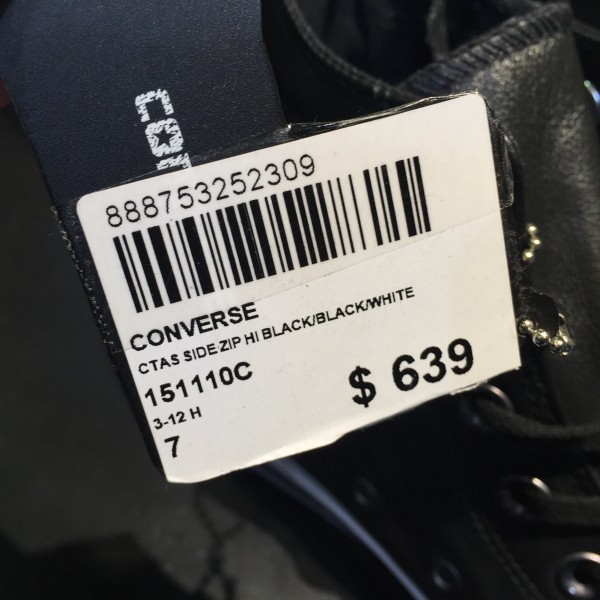 888753252309
CONVERSE
CTAS SIDE ZIP HI BLACK/BLACK/WHITE
151110C
3-12 H
7
$ 639